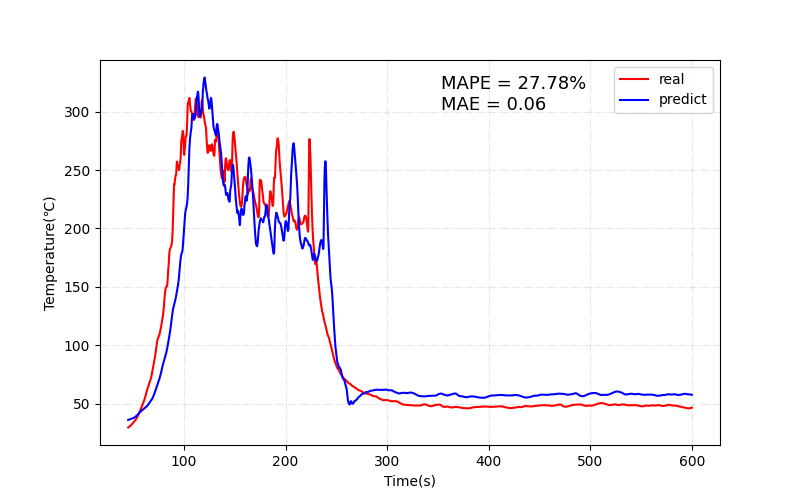 MAPE = 27.78%
MAE = 0.06
real
predict
Temperature(℃)
300
250
200
150
100
50
100 200 300 400 500 600
Time(s)